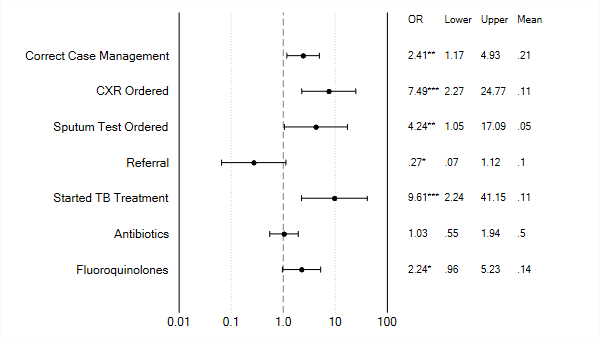 OR Lower Upper Mean
Correct Case Management 2.41** 1.17 4.93 .21
CXR Ordered 7.49*** 2.27 24.77 .11
Sputum Test Ordered 4.24** 1.05 17.09 .05
Referral .27* .07 1.12 .1
Started TB Treatment 9.61*** 2.24 41.15 .11
Antibiotics 1.03 .55 1.94 .5
Fluoroquinolones 2.24* .96 5.23 .14
0.01 0.1 1.0 10 100